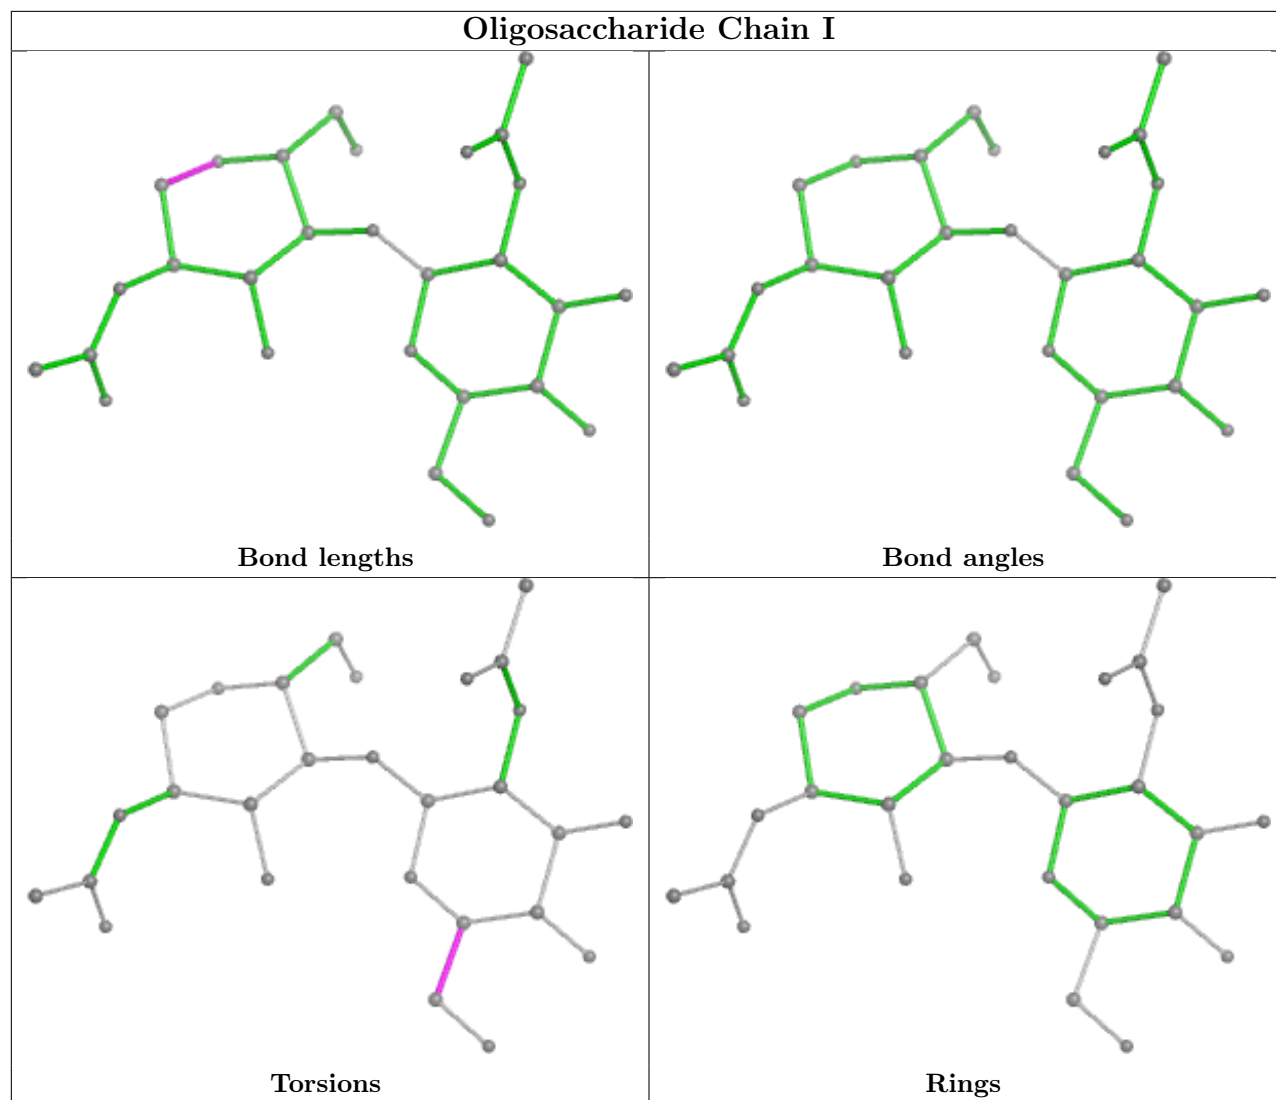 Oligosaccharide Chain I
Bond lengths
Bond angles
Torsions
Rings